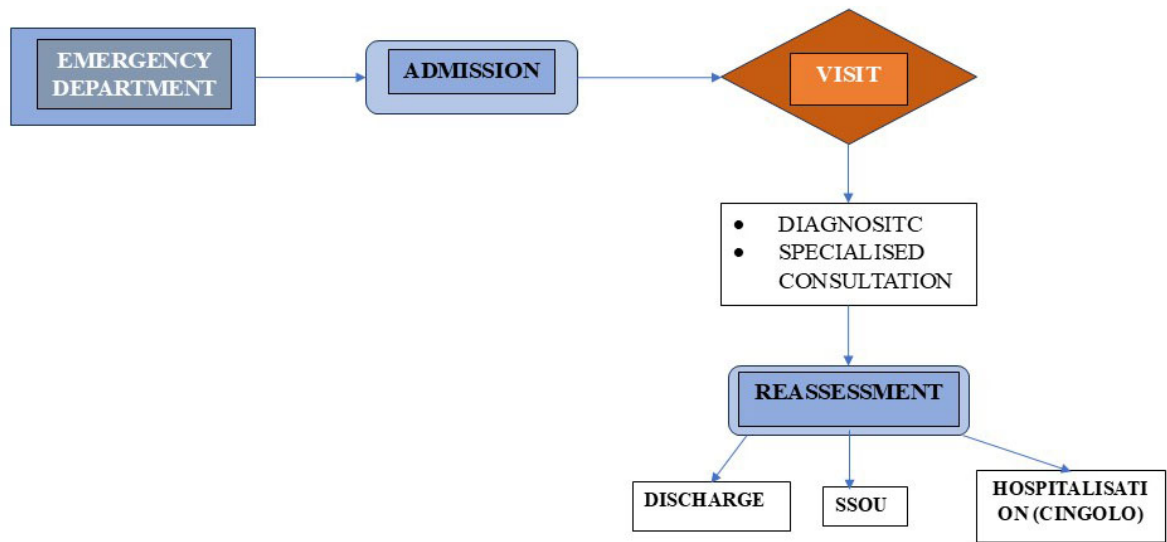 EMERGENCY
DEPARTMENT
ADMISSION
VISIT
• DIAGNOSITC
• SPECIALISED
CONSULTATION
REASSESSMENT
DISCHARGE
SSOU
HOSPITALISATI
ON (CINGOLO)